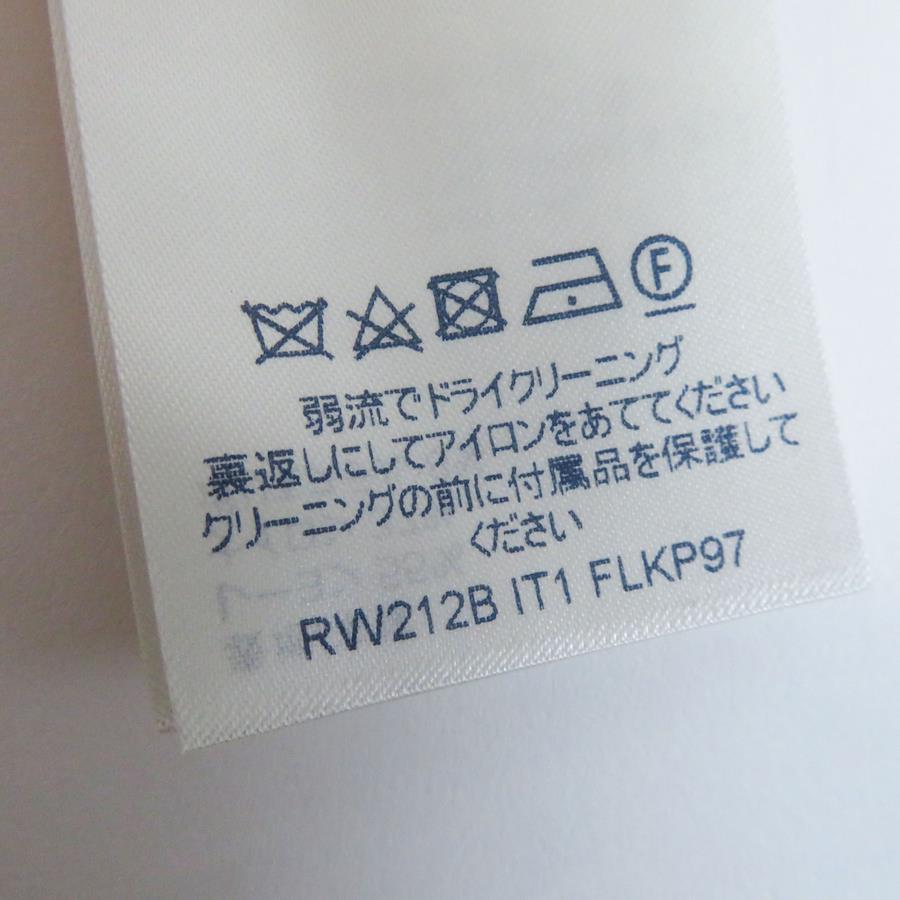 F
弱流でドライクリーニング
裏返しにしてアイロンをあててください
クリーニングの前に付属品を保護して
ください
RW212B IT1 FLKP97